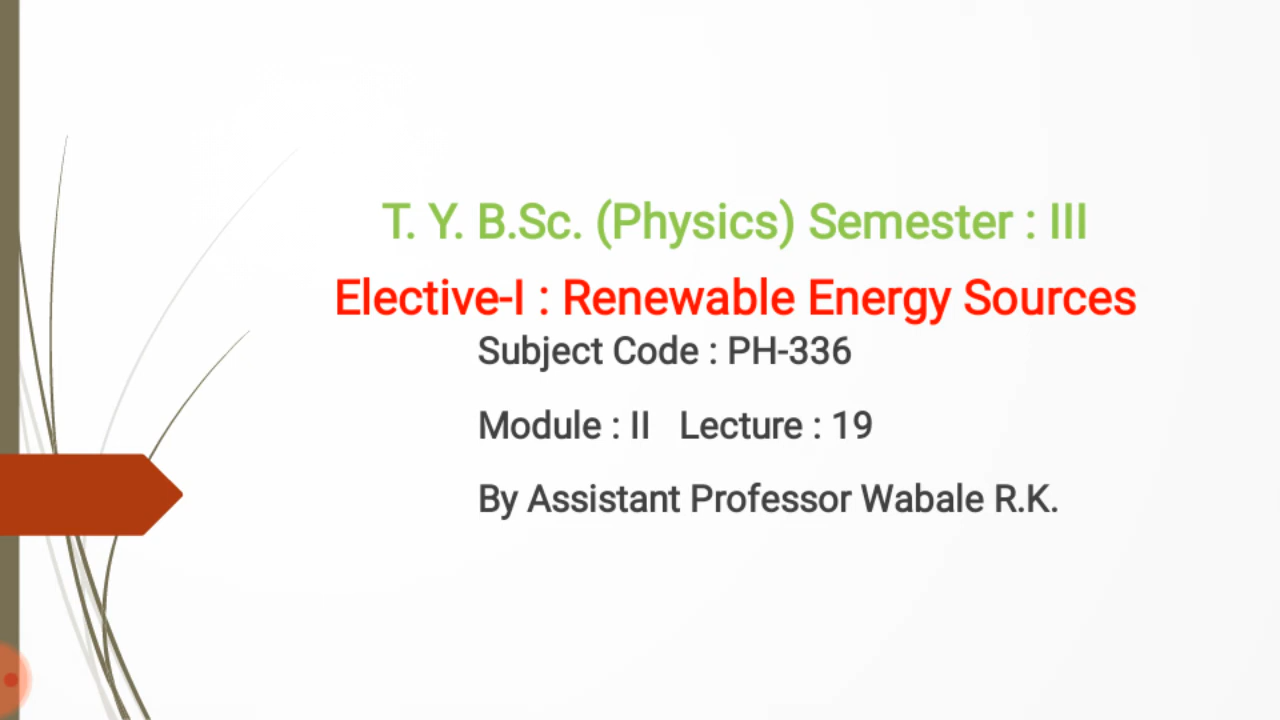 T. Y. B.Sc. (Physics) Semester : III
Elective-I : Renewable Energy Sources
Subject Code : PH-336
Module : II Lecture : 19
By Assistant Professor Wabale R.K.